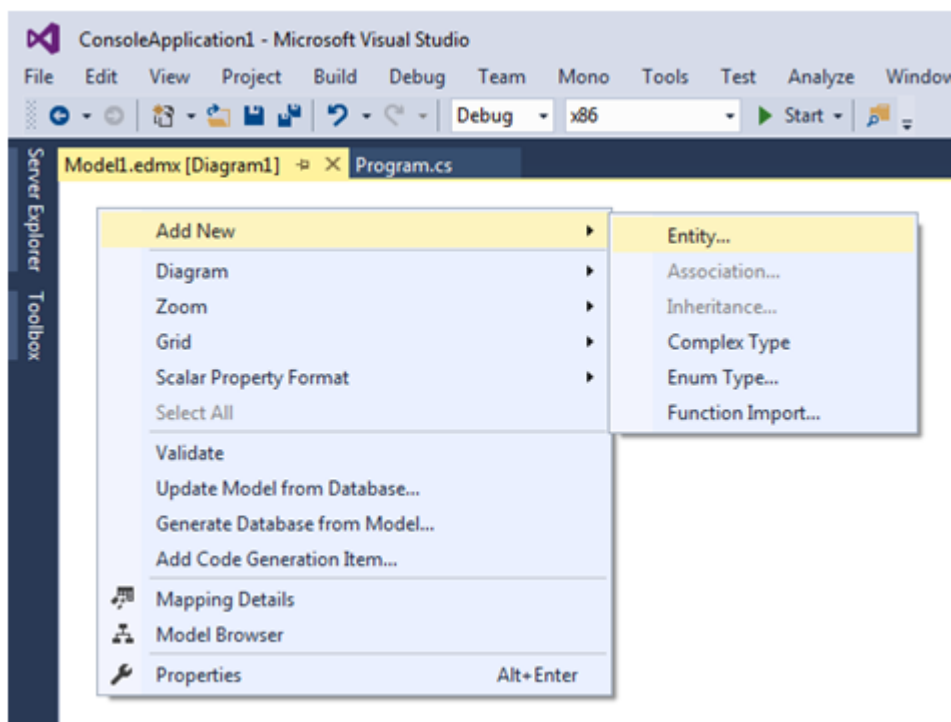 ConsoleApplication1 - Microsoft Visual Studio
File Edit View Project Build Debug Team Mono Tools Test Analyze Window
Debug x86 Start
Server Explorer
Toolbox
Model1.edmx [Diagram1] Program.cs
Add New
Diagram
Zoom
Grid
Scalar Property Format
Select All
Validate
Update Model from Database...
Generate Database from Model...
Add Code Generation Item...
Mapping Details
Model Browser
Properties Alt+Enter
Entity...
Association...
Inheritance...
Complex Type
Enum Type...
Function Import...